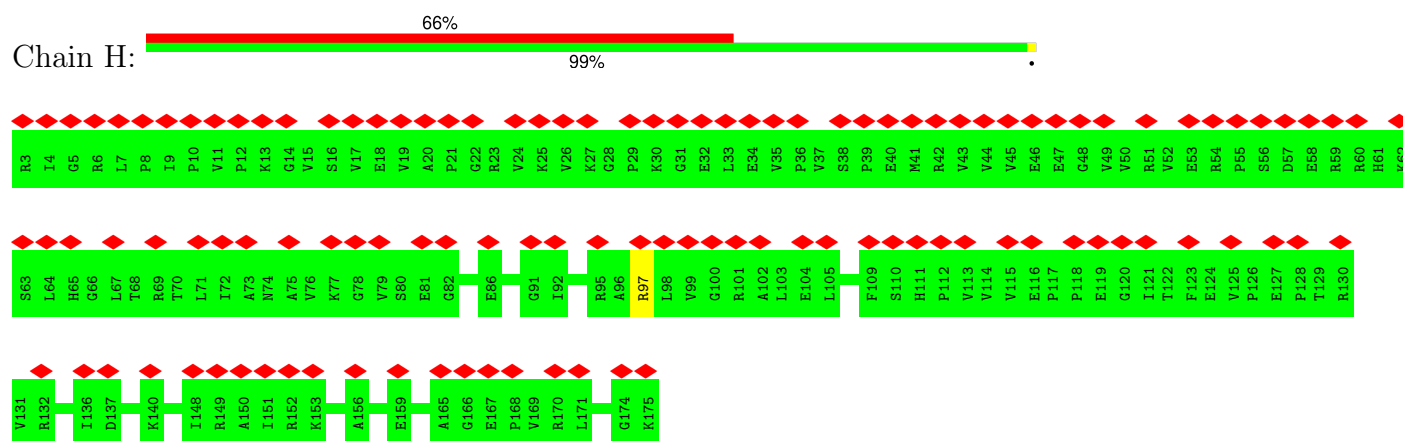 66%
Chain H:
99%
.
R3 I4 G5 R6 L7 P8 I9 P10 V11 P12 K13 G14 V15 S16 V17 E18 V19 A20 P21 G22 R23 V24 K25 V26 K27 G28 P29 K30 G31 E32 L33 E34 V35 P36 V37 S38 P39 E40 M41 R42 V43 V44 V45 E46 E47 G48 V49 V50 R51 V52 E53 R54 P55 S56 D57 E58 R59 R60 H61 K62
S63 L64 H65 G66 L67 T68 R69 T70 L71 I72 A73 N74 A75 V76 K77 G78 V79 S80 E81 G82 E86 G91 I92 R95 A96 R97 L98 V99 G100 R101 A102 L103 E104 L105 F109 S110 H111 P112 V113 V114 V115 E116 P117 P118 E119 G120 I121 T122 F123 E124 V125 P126 E127 P128 T129 R130
V131 R132 I136 D137 K140 I148 R149 A150 I151 R152 K153 A156 E159 A165 G166 E167 P168 V169 R170 L171 G174 K175